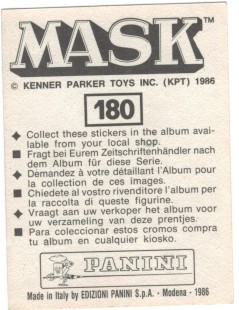 MASK™
© KENNER PARKER TOYS INC. (KPT) 1986
180
◆ Collect these stickers in the album avai-
lable from your local shop.
■ Fragt bei Eurem Zeitschriftenhändler nach
dem Album für diese Serie.
◆ Demandez à votre détaillant l'Album pour
la collection de ces images.
■ Chiedete al vostro rivenditore l'album per
la raccolta di queste figurine.
◆ Vraagt aan uw verkoper het album voor
uw verzameling van deze prentjes.
■ Para coleccionar estos cromos compra
tu album en cualquier kiosko.
PANINI
Made in Italy by EDIZIONI PANINI S.p.A. - Modena - 1986